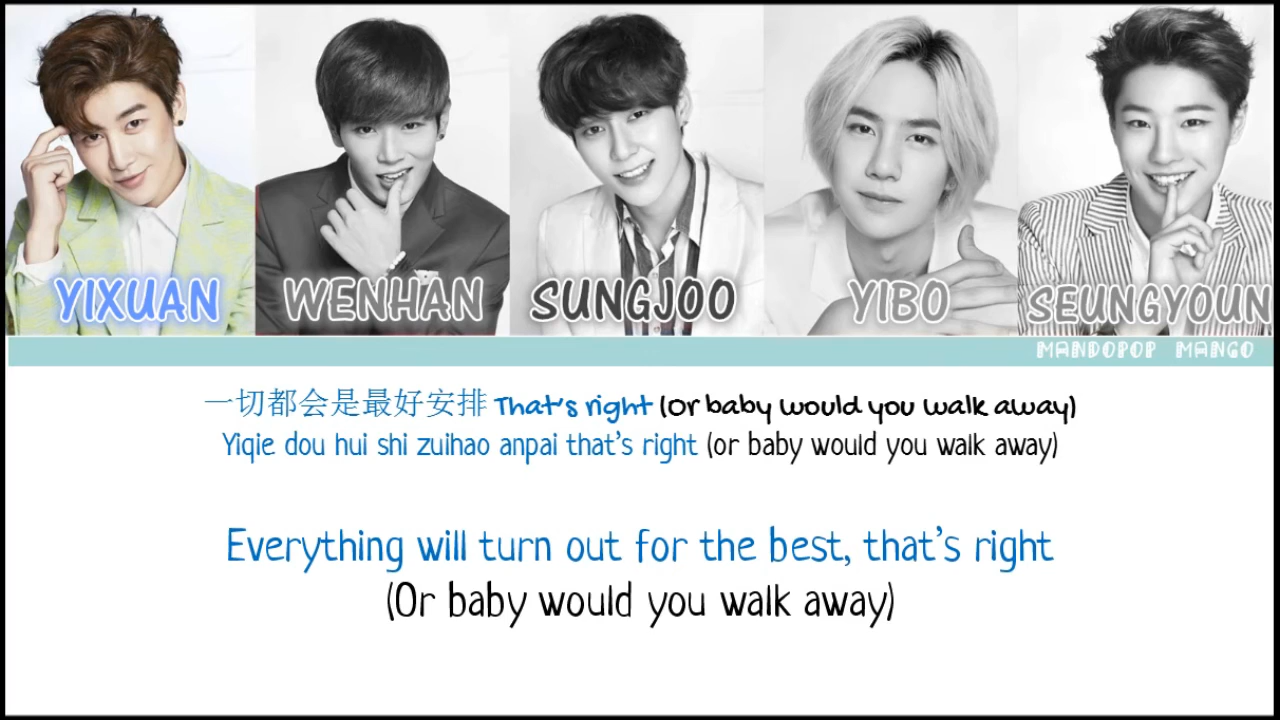 YIXUAN WENHAN SUNGJOO YIBO SEUNGYOUN
MANDOPOP MANGO
一切都会是最好安排 That's right (or baby would you walk away)
Yiqie dou hui shi zuihao anpai that's right (or baby would you walk away)
Everything will turn out for the best, that's right
(Or baby would you walk away)